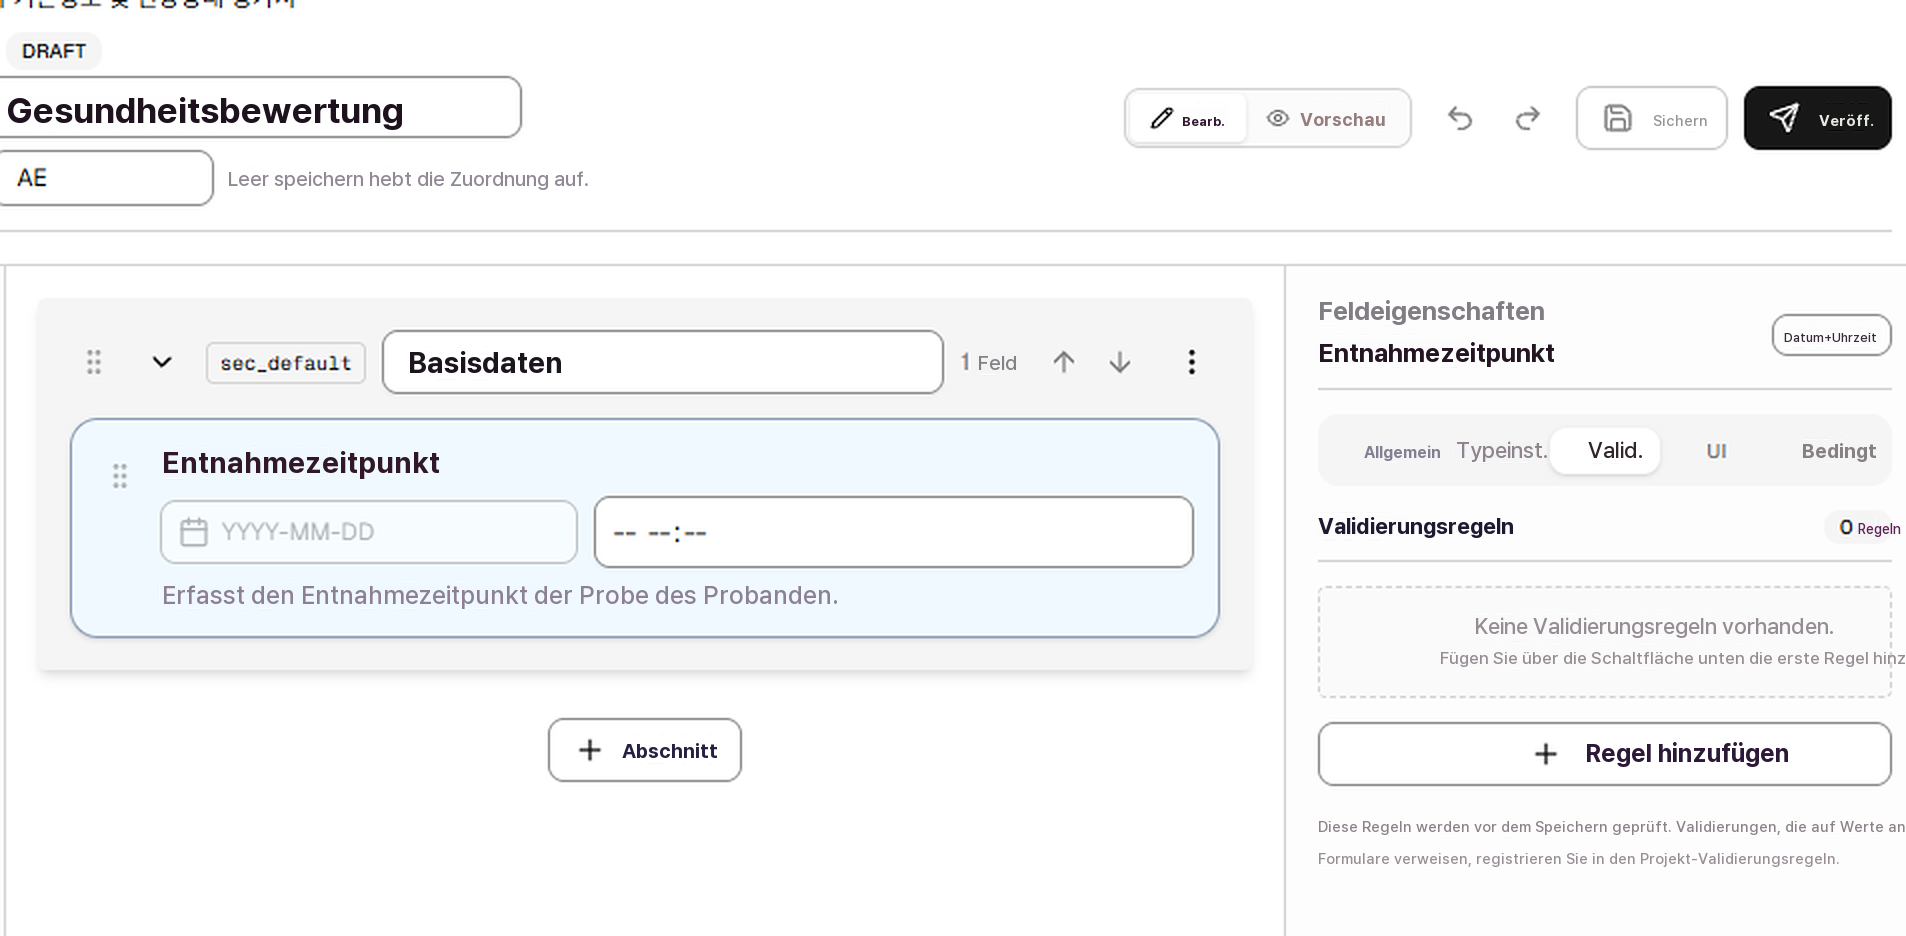 DRAFT
Gesundheitsbewertung
Bearb.
Vorschau
Sichern
Veröff.
AE
Leer speichern hebt die Zuordnung auf.
sec_default
Basisdaten
1 Feld
Entnahmezeitpunkt
YYYY-MM-DD
-- --:--
Erfasst den Entnahmezeitpunkt der Probe des Probanden.
Abschnitt
Feldeigenschaften
Entnahmezeitpunkt
Datum+Uhrzeit
Allgemein Typeinst. Valid. UI Bedingt
Validierungsregeln
0 Regeln
Keine Validierungsregeln vorhanden.
Fügen Sie über die Schaltfläche unten die erste Regel hinz
Regel hinzufügen
Diese Regeln werden vor dem Speichern geprüft. Validierungen, die auf Werte an
Formulare verweisen, registrieren Sie in den Projekt-Validierungsregeln.